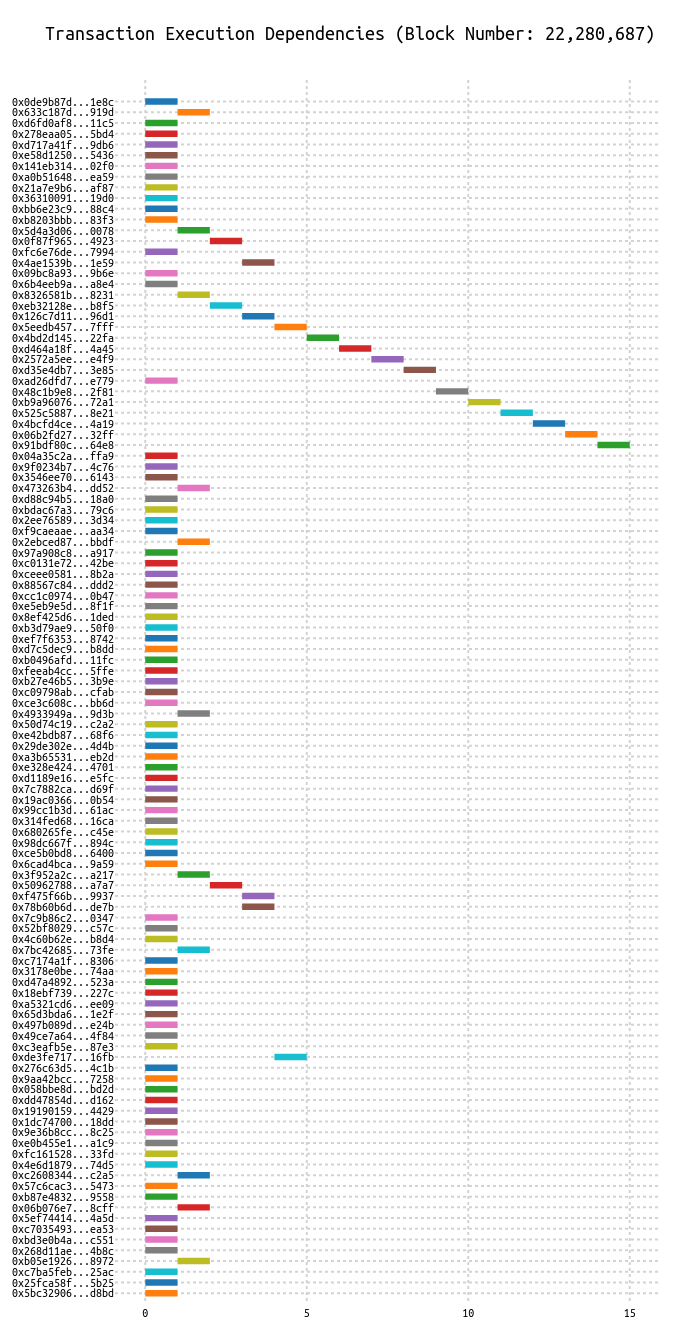 Transaction Execution Dependencies (Block Number: 22,280,687)
0x0de9b87d...1e8c
0x633c187d...919d
0xd6fd0af8...11c5
0x278eaa05...5bd4
0xd717a41f...9db6
0xe58d1250...5436
0x141eb314...02f0
0xa0b51648...ea59
0x21a7e9b6...af87
0x36310091...19d0
0xbb6e23c9...88c4
0xb8203bbb...83f3
0x5d4a3d06...0078
0x0f87f965...4923
0xfc6e76de...7994
0x4ae1539b...1e59
0x09bc8a93...9b6e
0x6b4eeb9a...a8e4
0x8326581b...8231
0xeb32128e...b8f5
0x126c7d11...96d1
0x5eedb457...7fff
0x4bd2d145...22fa
0xd464a18f...4a45
0x2572a5ee...e4f9
0xd35e4db7...3e85
0xad26dfd7...e779
0x48c1b9e8...2f81
0xb9a96076...72a1
0x525c5887...8e21
0x4bcfd4ce...4a19
0x06b2fd27...32ff
0x91bdf80c...64e8
0x04a35c2a...ffa9
0x9f0234b7...4c76
0x3546ee70...6143
0x473263b4...dd52
0xd88c94b5...18a0
0xbdac67a3...79c6
0x2ee76589...3d34
0xf9caeaae...aa34
0x2ebced87...bbdf
0x97a908c8...a917
0xc0131e72...42be
0xceee0581...8b2a
0x88567c84...ddd2
0xcc1c0974...0b47
0xe5eb9e5d...8f1f
0x8ef425d6...1ded
0xb3d79ae9...50f0
0xef7f6353...8742
0xd7c5dec9...b8dd
0xb0496afd...11fc
0xfeeab4cc...5ffe
0xb27e46b5...3b9e
0xc09798ab...cfab
0xce3c608c...bb6d
0x4933949a...9d3b
0x50d74c19...c2a2
0xe42bdb87...68f6
0x29de302e...4d4b
0xa3b65531...eb2d
0xe328e424...4701
0xd1189e16...e5fc
0x7c7882ca...d69f
0x19ac0366...0b54
0x99cc1b3d...61ac
0x314fed68...16ca
0x680265fe...c45e
0x98dc667f...894c
0xce5b0bd8...6400
0x6cad4bca...9a59
0x3f952a2c...a217
0x50962788...a7a7
0xf475f66b...9937
0x78b60b6d...de7b
0x7c9b86c2...0347
0x52bf8029...c57c
0x4c60b62e...b8d4
0x7bc42685...73fe
0xc7174a1f...8306
0x3178e0be...74aa
0xd47a4892...523a
0x18ebf739...227c
0xa5321cd6...ee09
0x65d3bda6...1e2f
0x497b089d...e24b
0x49ce7a64...4f84
0xc3eafb5e...87e3
0xde3fe717...16fb
0x276c63d5...4c1b
0x9aa42bcc...7258
0x058bbe8d...bd2d
0xdd47854d...d162
0x19190159...4429
0x1dc74700...18dd
0x9e36b8cc...8c25
0xe0b455e1...a1c9
0xfc161528...33fd
0x4e6d1879...74d5
0xc2608344...c2a5
0x57c6cac3...5473
0xb87e4832...9558
0x06b076e7...8cff
0x5ef74414...4a5d
0xc7035493...ea53
0xbd3e0b4a...c551
0x268d11ae...4b8c
0xb05e1926...8972
0xc7ba5feb...25ac
0x25fca58f...5b25
0x5bc32906...d8bd
0 5 10 15